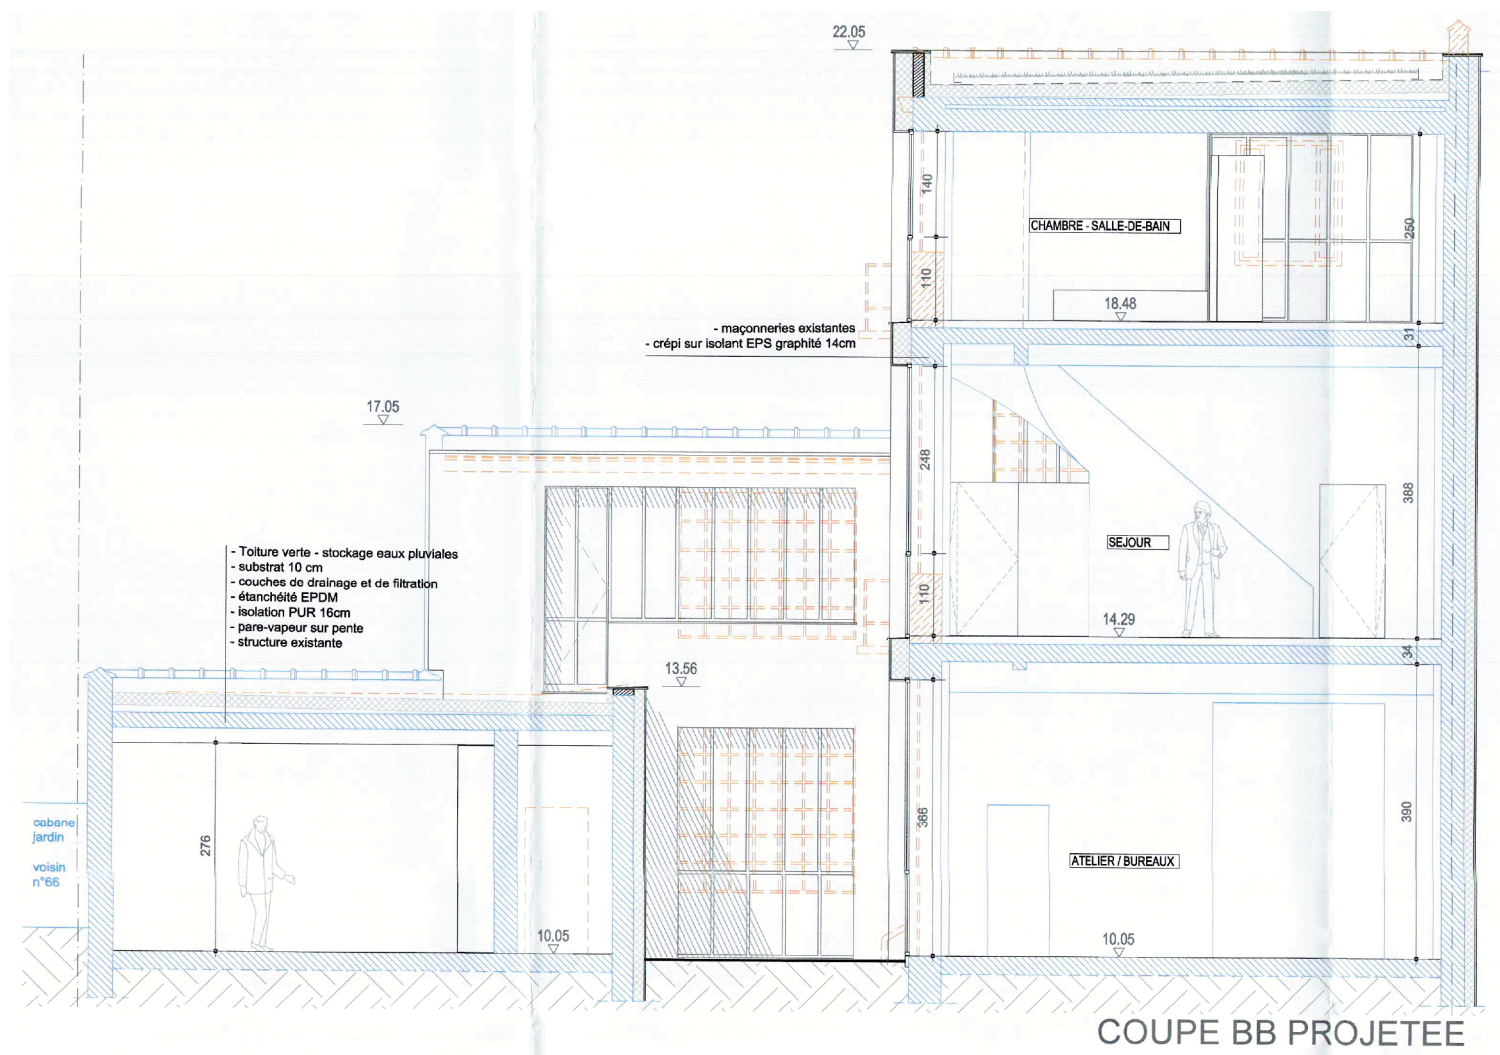 22.05
140
CHAMBRE - SALLE-DE-BAIN
250
110
18.48
- maçonneries existantes
- crépi sur isolant EPS graphité 14cm
31
17.05
248
388
- Toiture verte - stockage eaux pluviales
- substrat 10 cm
- couches de drainage et de filtration
- étanchéité EPDM
- isolation PUR 16cm
- pare-vapeur sur pente
- structure existante
SEJOUR
110
14.29
34
13.56
cabane
jardin
voisin
n°66
276
366
390
ATELIER / BUREAUX
10.05
10.05
COUPE BB PROJETEE